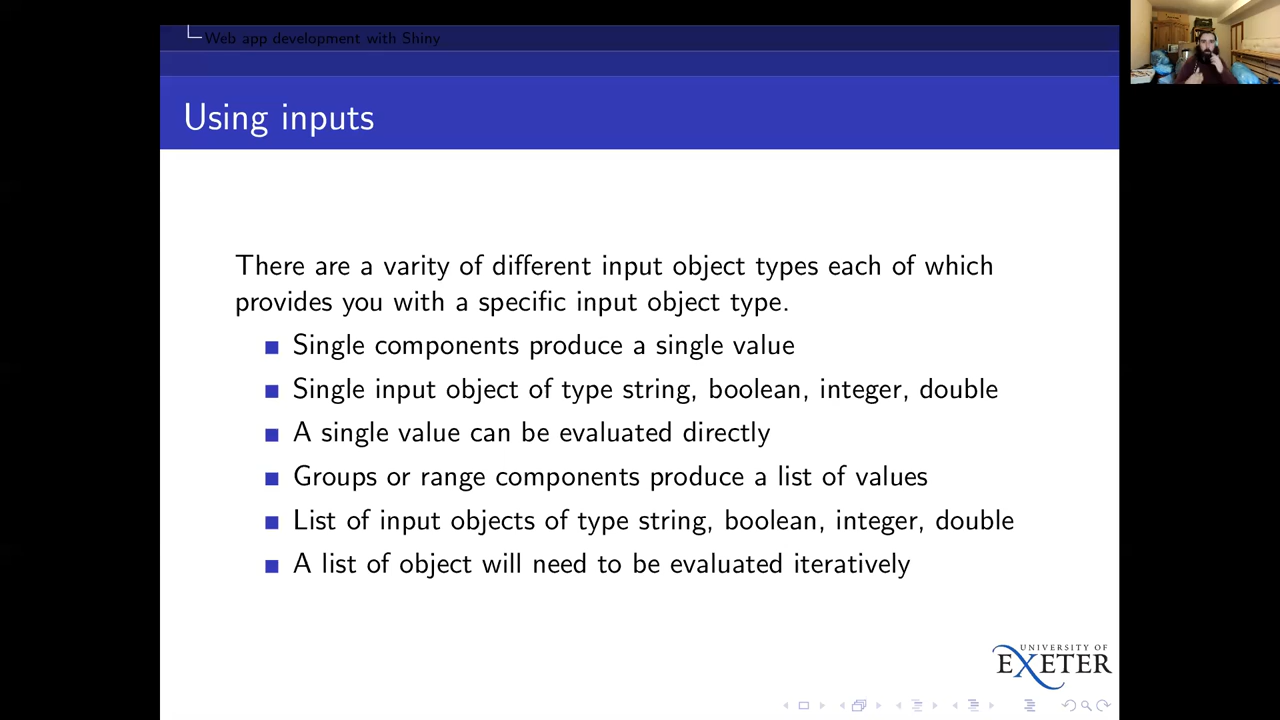 Web app development with Shiny
Using inputs
There are a varity of different input object types each of which
provides you with a specific input object type.
Single components produce a single value
Single input object of type string, boolean, integer, double
A single value can be evaluated directly
Groups or range components produce a list of values
List of input objects of type string, boolean, integer, double
A list of object will need to be evaluated iteratively
UNIVERSITY OF
EXETER